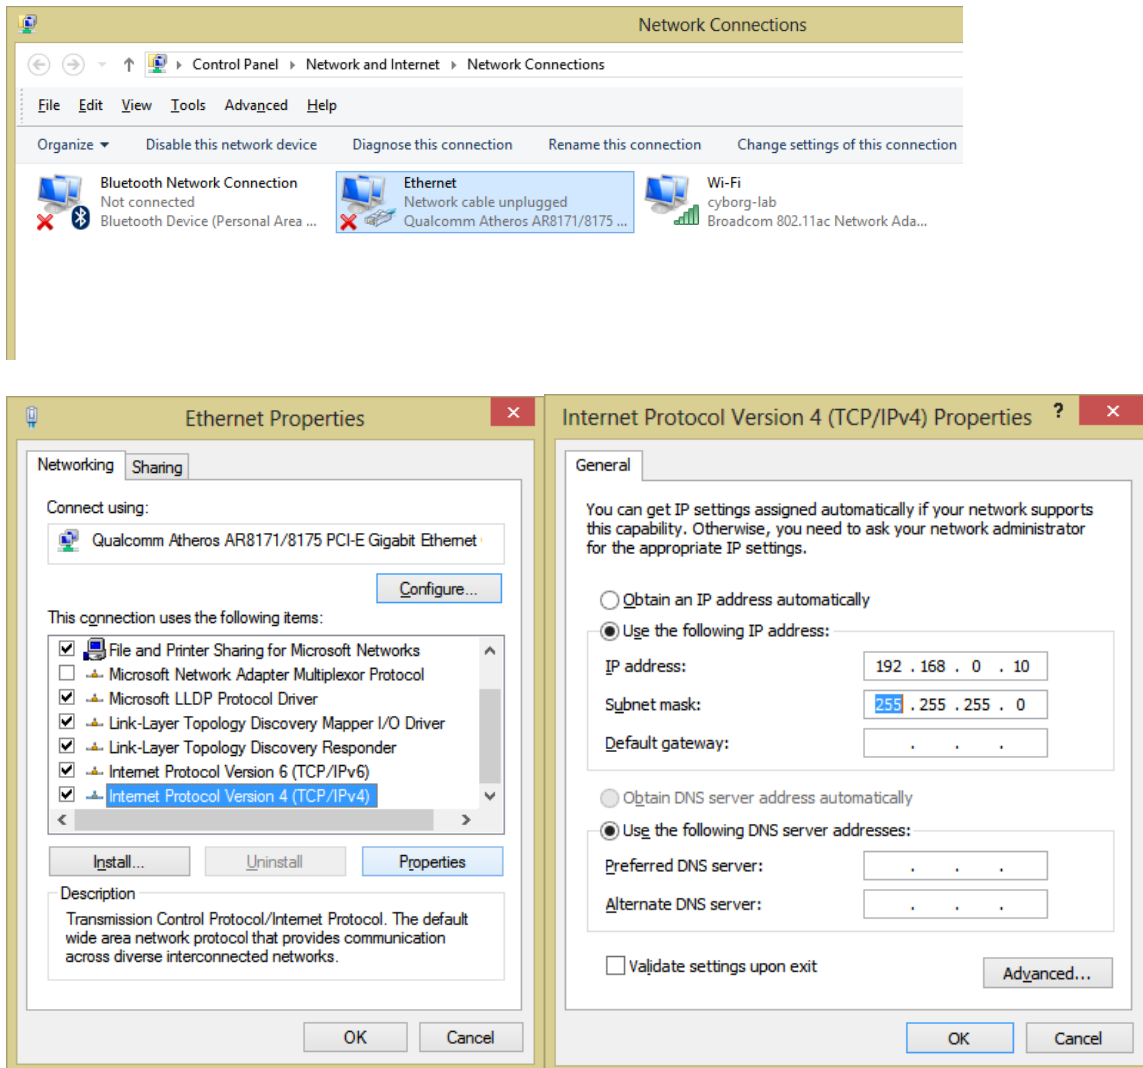 Network Connections
Control Panel Network and Internet Network Connections
File Edit View Tools Advanced Help
Organize Disable this network device Diagnose this connection Rename this connection Change settings of this connection
Bluetooth Network Connection
Not connected
Bluetooth Device (Personal Area ...
Ethernet
Network cable unplugged
Qualcomm Atheros AR8171/8175 ...
Wi-Fi
cyborg-lab
Broadcom 802.11ac Network Ada...
Ethernet Properties
Networking Sharing
Connect using:
Qualcomm Atheros AR8171/8175 PCI-E Gigabit Ethernet
Configure...
This connection uses the following items:
File and Printer Sharing for Microsoft Networks
Microsoft Network Adapter Multiplexor Protocol
Microsoft LLDP Protocol Driver
Link-Layer Topology Discovery Mapper I/O Driver
Link-Layer Topology Discovery Responder
Internet Protocol Version 6 (TCP/IPv6)
Internet Protocol Version 4 (TCP/IPv4)
Install... Uninstall Properties
Description
Transmission Control Protocol/Internet Protocol. The default
wide area network protocol that provides communication
across diverse interconnected networks.
OK Cancel
Internet Protocol Version 4 (TCP/IPv4) Properties ?
General
You can get IP settings assigned automatically if your network supports
this capability. Otherwise, you need to ask your network administrator
for the appropriate IP settings.
Obtain an IP address automatically
Use the following IP address:
IP address: 192 . 168 . 0 . 10
Subnet mask: 255 . 255 . 255 . 0
Default gateway: . . .
Obtain DNS server address automatically
Use the following DNS server addresses:
Preferred DNS server: . . .
Alternate DNS server: . . .
Validate settings upon exit
Advanced...
OK Cancel